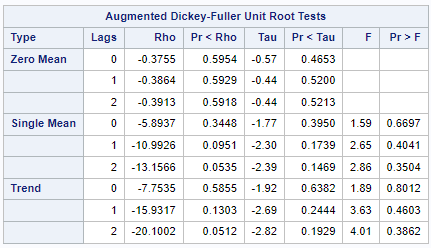 Augmented Dickey-Fuller Unit Root Tests
Type Lags Rho Pr < Rho Tau Pr < Tau F Pr > F
Zero Mean 0 -0.3755 0.5954 -0.57 0.4653
1 -0.3864 0.5929 -0.44 0.5200
2 -0.3913 0.5918 -0.44 0.5213
Single Mean 0 -5.8937 0.3448 -1.77 0.3950 1.59 0.6697
1 -10.9926 0.0951 -2.30 0.1739 2.65 0.4041
2 -13.1566 0.0535 -2.39 0.1469 2.86 0.3504
Trend 0 -7.7535 0.5855 -1.92 0.6382 1.89 0.8012
1 -15.9317 0.1303 -2.69 0.2444 3.63 0.4603
2 -20.1002 0.0512 -2.82 0.1929 4.01 0.3862